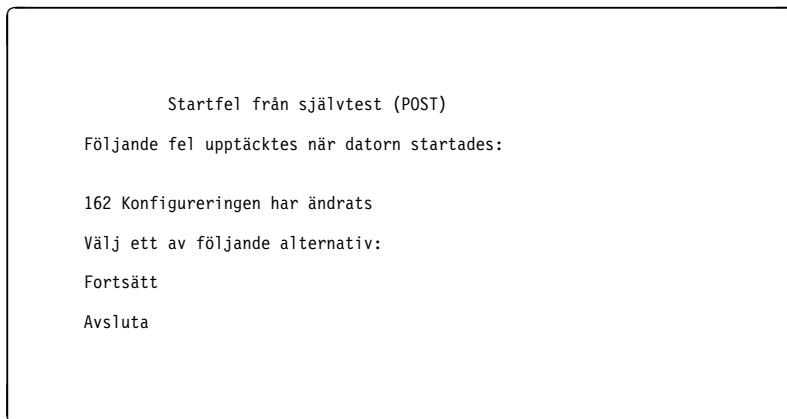 Startfel från självtest (POST)
Följande fel upptäcktes när datorn startades:
162 Konfigureringen har ändrats
Välj ett av följande alternativ:
Fortsätt
Avsluta